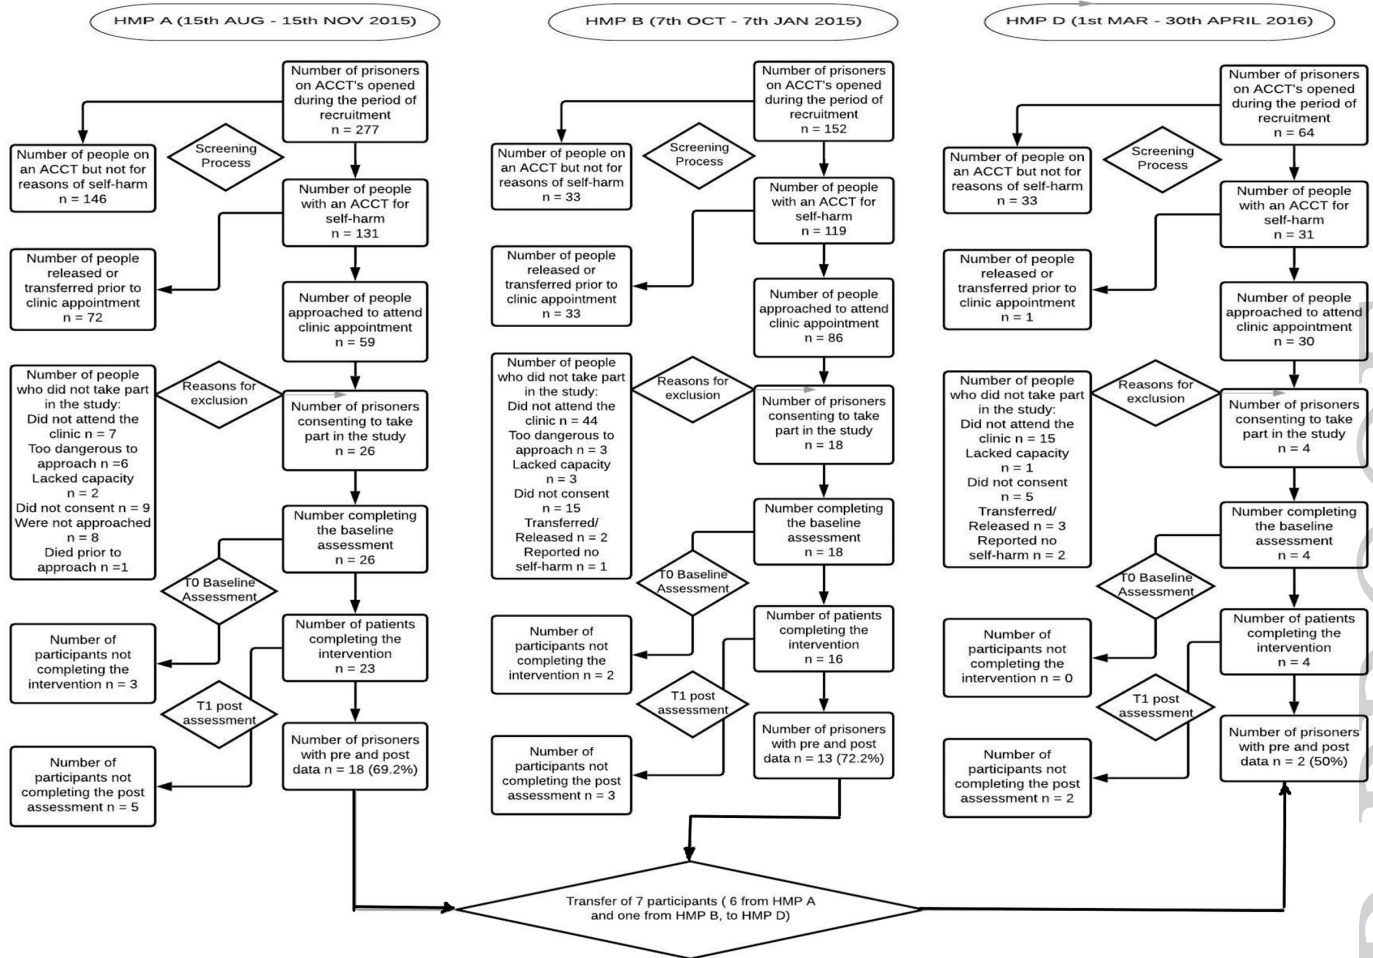 HMP A (15th AUG - 15th NOV 2015)
Number of prisoners
on ACCT's opened
during the period of
recruitment
n = 277
Screening
Process
Number of people on
an ACCT but not for
reasons of self-harm
n = 146
Number of people
with an ACCT for
self-harm
n = 131
Number of people
released or
transferred prior to
clinic appointment
n = 72
Number of people
approached to attend
clinic appointment
n = 59
Number of people
who did not take part
in the study:
Did not attend the
clinic n = 7
Too dangerous to
approach n =6
Lacked capacity
n = 2
Did not consent n = 9
Were not approached
n = 8
Died prior to
approach n =1
Reasons for
exclusion
Number of prisoners
consenting to take
part in the study
n = 26
Number completing
the baseline
assessment
n = 26
T0 Baseline
Assessment
Number of
participants not
completing the
intervention n = 3
Number of patients
completing the
intervention
n = 23
T1 post
assessment
Number of
participants not
completing the post
assessment n = 5
Number of prisoners
with pre and post
data n = 18 (69.2%)
HMP B (7th OCT - 7th JAN 2015)
Number of prisoners
on ACCT's opened
during the period of
recruitment
n = 152
Screening
Process
Number of people on
an ACCT but not for
reasons of self-harm
n = 33
Number of people
with an ACCT for
self-harm
n = 119
Number of people
released or
transferred prior to
clinic appointment
n = 33
Number of people
approached to attend
clinic appointment
n = 86
Number of people
who did not take part
in the study:
Did not attend the
clinic n = 44
Too dangerous to
approach n = 3
Lacked capacity
n = 3
Did not consent
n = 15
Transferred/
Released n = 2
Reported no
self-harm n = 1
Reasons for
exclusion
Number of prisoners
consenting to take
part in the study
n = 18
Number completing
the baseline
assessment
n = 18
T0 Baseline
Assessment
Number of
participants not
completing the
intervention n = 2
Number of patients
completing the
intervention
n = 16
T1 post
assessment
Number of
participants not
completing the post
assessment n = 3
Number of prisoners
with pre and post
data n = 13 (72.2%)
HMP D (1st MAR - 30th APRIL 2016)
Number of prisoners
on ACCT's opened
during the period of
recruitment
n = 64
Screening
Process
Number of people on
an ACCT but not for
reasons of self-harm
n = 33
Number of people
with an ACCT for
self-harm
n = 31
Number of people
released or
transferred prior to
clinic appointment
n = 1
Number of people
approached to attend
clinic appointment
n = 30
Number of people
who did not take part
in the study:
Did not attend the
clinic n = 15
Lacked capacity
n = 1
Did not consent
n = 5
Transferred/
Released n = 3
Reported no
self-harm n = 2
Reasons for
exclusion
Number of prisoners
consenting to take
part in the study
n = 4
Number completing
the baseline
assessment
n = 4
T0 Baseline
Assessment
Number of
participants not
completing the
intervention n = 0
Number of patients
completing the
intervention
n = 4
T1 post
assessment
Number of
participants not
completing the post
assessment n = 2
Number of prisoners
with pre and post
data n = 2 (50%)
Transfer of 7 participants ( 6 from HMP A
and one from HMP B, to HMP D)